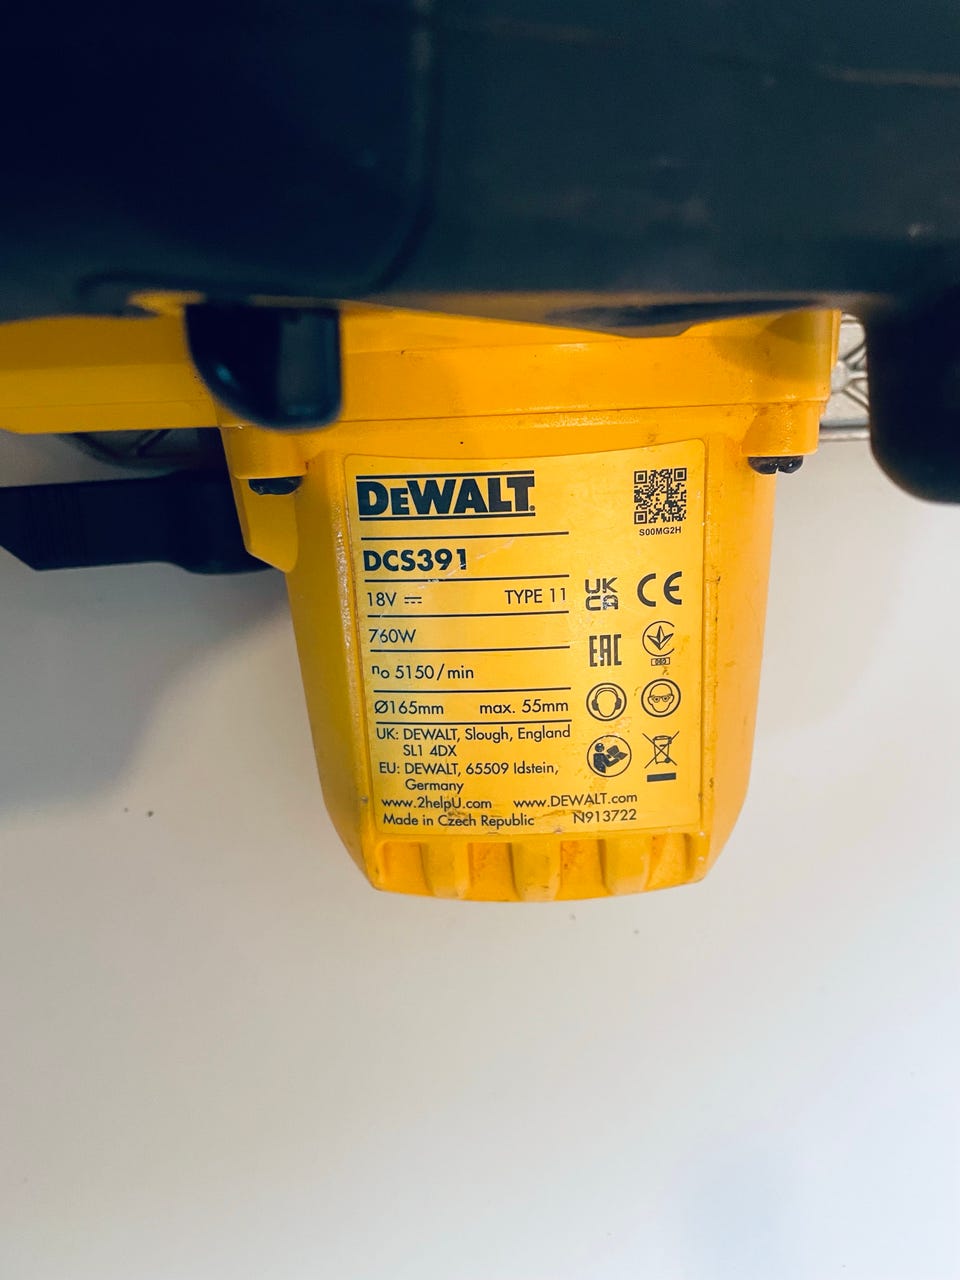 DEWALT
S00MG2H
DCS391
18V TYPE 11
UK CA CE
760W
EAC
no 5150/min
Ø165mm max. 55mm
UK: DEWALT, Slough, England
SL1 4DX
EU: DEWALT, 65509 Idstein,
Germany
www.2helpU.com www.DEWALT.com
Made in Czech Republic N913722